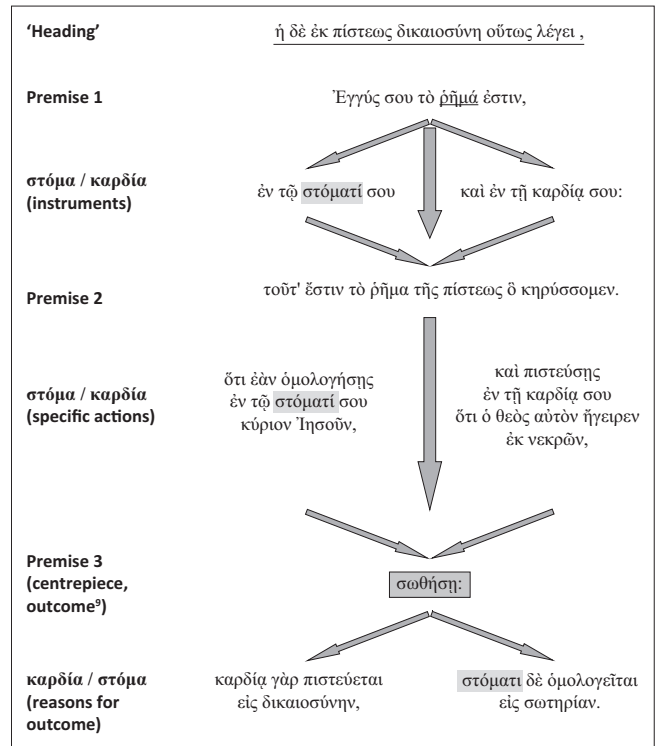 ‘Heading’
ἡ δὲ ἐκ πίστεως δικαιοσύνη οὕτως λέγει ,
Premise 1
Ἐγγύς σου τὸ ῥῆμά ἐστιν,
στόμα / καρδία
(instruments)
ἐν τῷ στόματί σου
καὶ ἐν τῇ καρδίᾳ σου:
Premise 2
τοῦτ' ἔστιν τὸ ῥῆμα τῆς πίστεως ὃ κηρύσσομεν.
στόμα / καρδία
(specific actions)
ὅτι ἐὰν ὁμολογήσῃς
ἐν τῷ στόματί σου
κύριον Ἰησοῦν,
καὶ πιστεύσῃς
ἐν τῇ καρδίᾳ σου
ὅτι ὁ θεὸς αὐτὸν ἤγειρεν
ἐκ νεκρῶν,
Premise 3
(centrepiece,
outcome⁹)
σωθήσῃ:
καρδία / στόμα
(reasons for
outcome)
καρδίᾳ γὰρ πιστεύεται
εἰς δικαιοσύνην,
στόματι δὲ ὁμολογεῖται
εἰς σωτηρίαν.